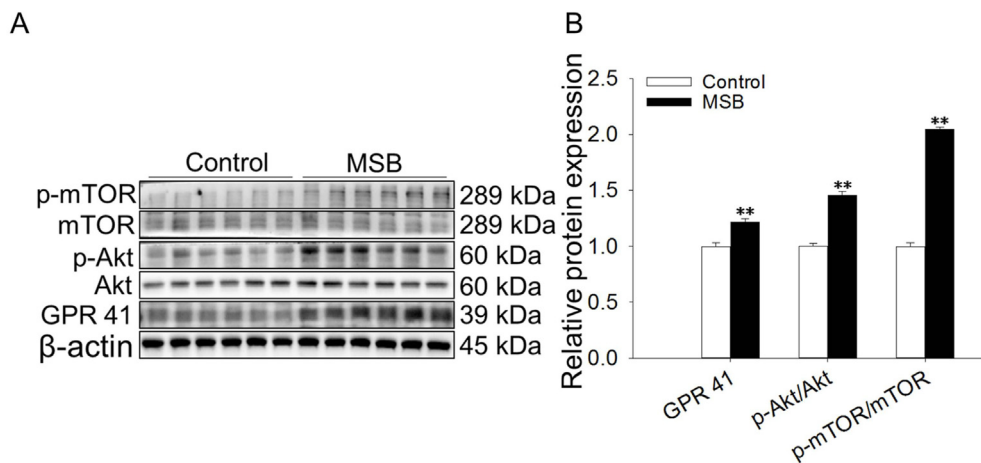 A
Control MSB
p-mTOR 289 kDa
mTOR 289 kDa
p-Akt 60 kDa
Akt 60 kDa
GPR 41 39 kDa
β-actin 45 kDa
B
Relative protein expression
2.5
2.0
1.5
1.0
0.5
0.0
Control
MSB
**
**
**
GPR 41
p-Akt/Akt
p-mTOR/mTOR